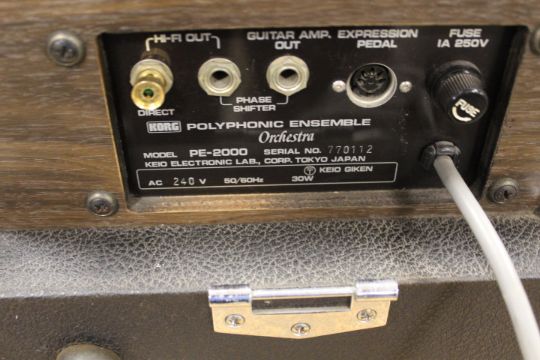 HI-FI OUT
GUITAR AMP. OUT
EXPRESSION PEDAL
FUSE 1A 250V
DIRECT
PHASE SHIFTER
FUSE
KORG POLYPHONIC ENSEMBLE
Orchestra
MODEL PE-2000 SERIAL NO. 770112
KEIO ELECTRONIC LAB., CORP. TOKYO JAPAN
AC 240 V 50/60Hz 30W KEIO GIKEN